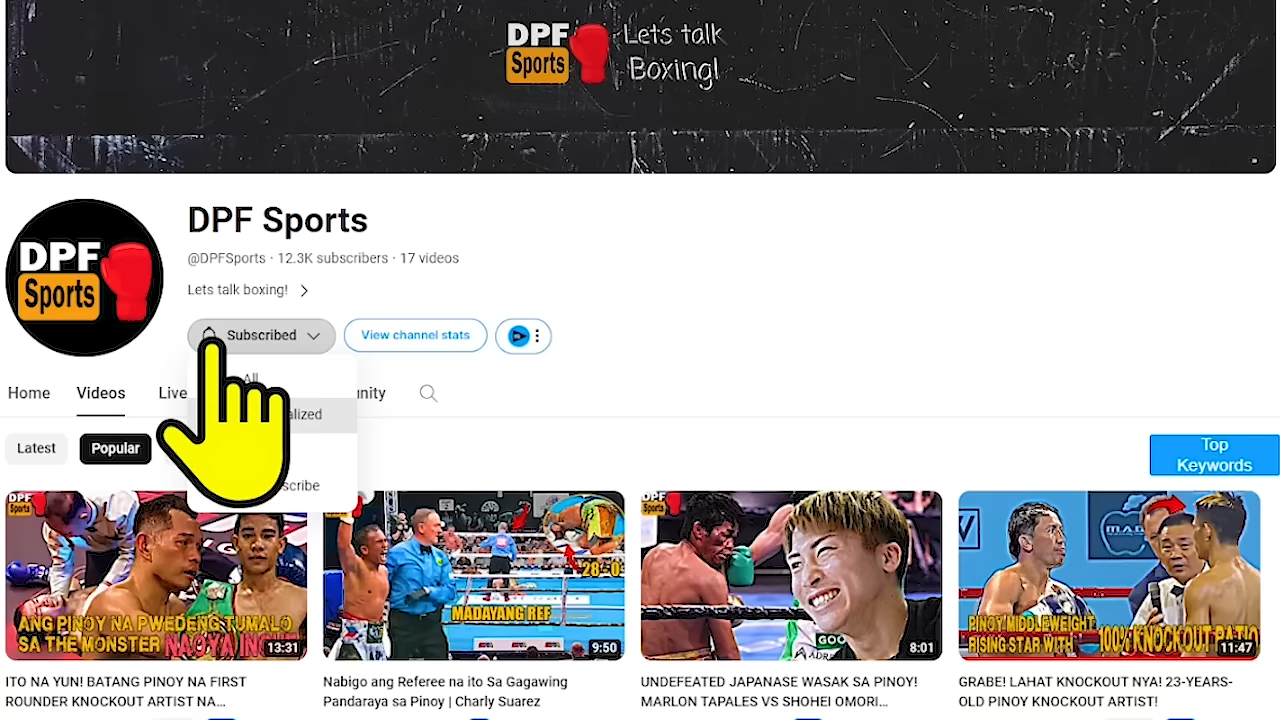 DPF
Sports
Lets talk
Boxing!
DPF
Sports
DPF Sports
@DPFSports · 12.3K subscribers · 17 videos
Lets talk boxing!
Subscribed
View channel stats
All
Home
Videos
Live
Latest
Popular
Top
Keywords
DPF
Sports
ANG PINOY NA PWEDENG TUMALO
SA THE MONSTER
13:31
28-0
MADAYANG REF
9:50
DPF
Sports
8:01
PINOY MIDDLEWEIGHT
RISING STAR WITH 100% KNOCKOUT RATIO
11:47
ITO NA YUN! BATANG PINOY NA FIRST
ROUNDER KNOCKOUT ARTIST NA...
Nabigo ang Referee na ito Sa Gagawing
Pandaraya sa Pinoy | Charly Suarez
UNDEFEATED JAPANASE WASAK SA PINOY!
MARLON TAPALES VS SHOHEI OMORI...
GRABE! LAHAT KNOCKOUT NYA! 23-YEARS-
OLD PINOY KNOCKOUT ARTIST!